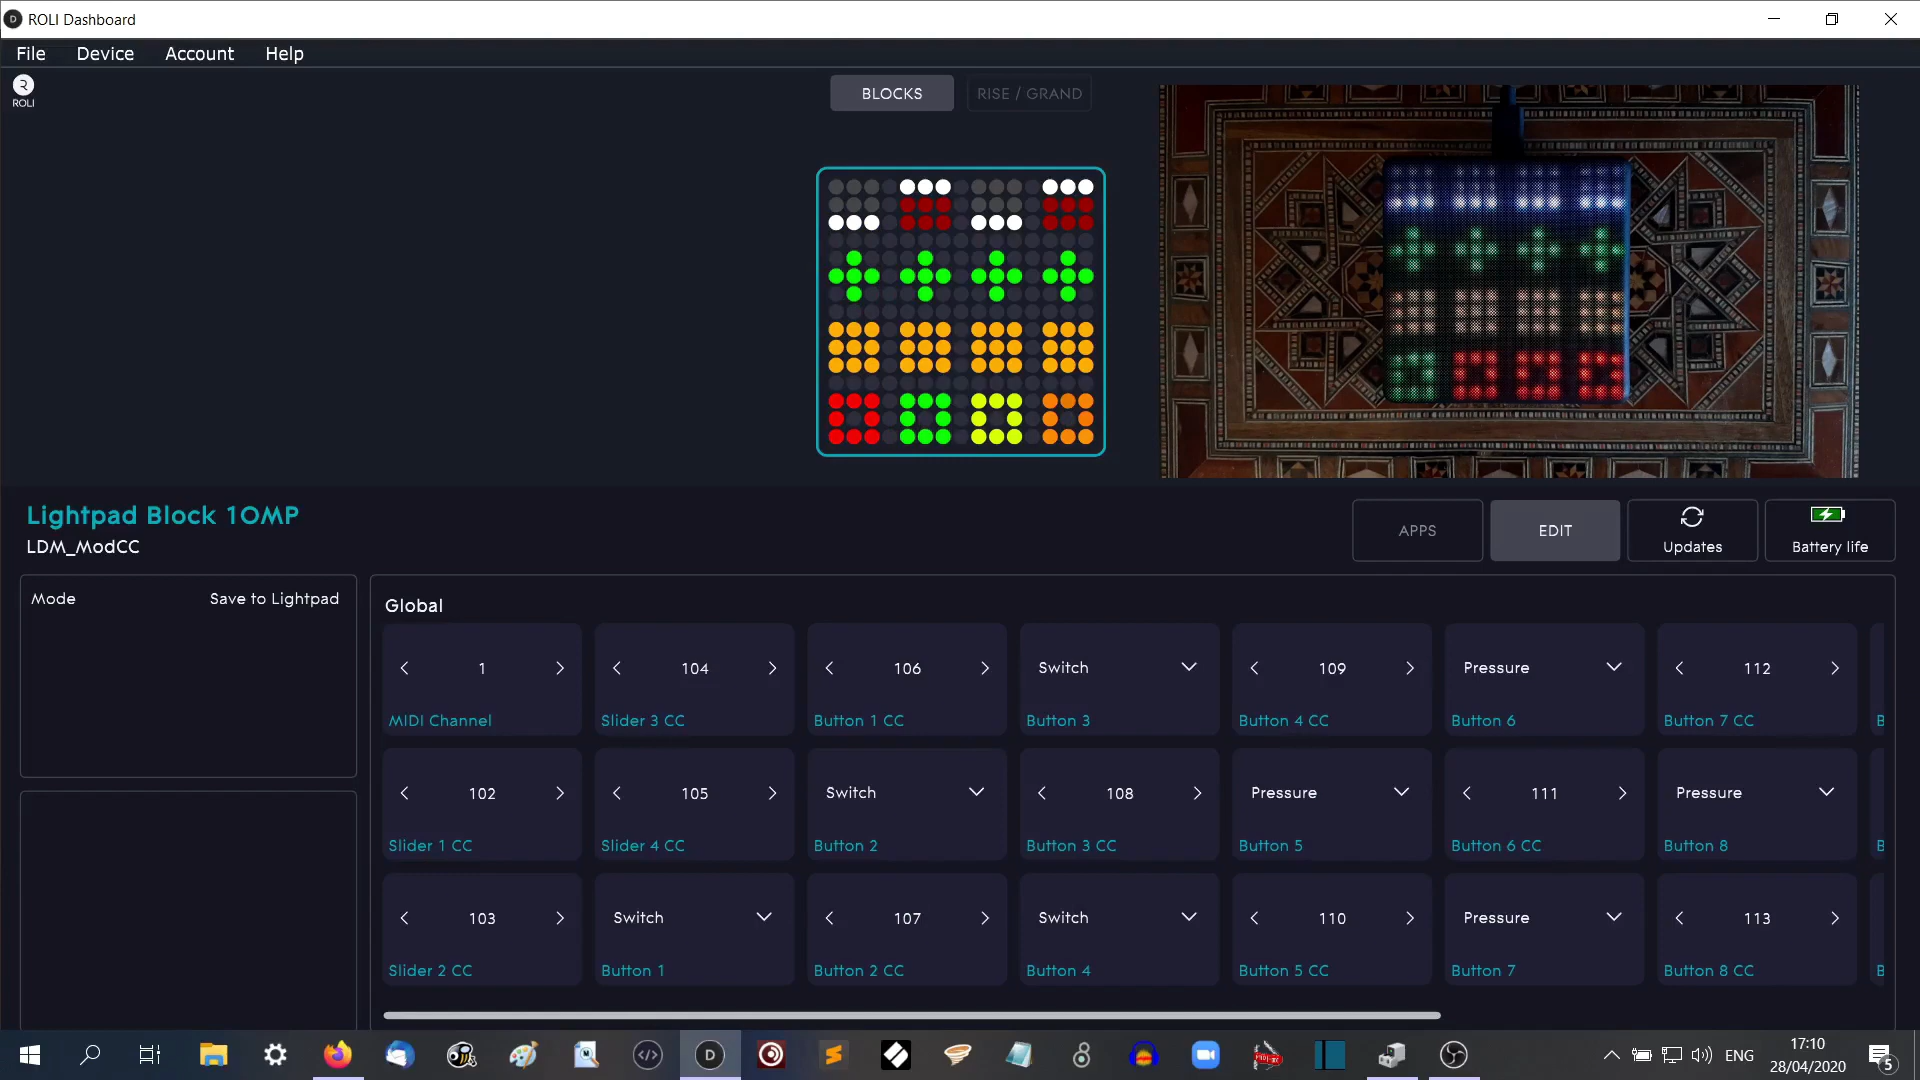 ROLI Dashboard
File Device Account Help
ROLI
BLOCKS RISE / GRAND
Lightpad Block 1OMP
LDM_ModCC
APPS EDIT Updates Battery life
Mode Save to Lightpad
Global
1 104 106 Switch 109 Pressure 112
MIDI Channel Slider 3 CC Button 1 CC Button 3 Button 4 CC Button 6 Button 7 CC B
102 105 Switch 108 Pressure 111 Pressure
Slider 1 CC Slider 4 CC Button 2 Button 3 CC Button 5 Button 6 CC Button 8 B
103 Switch 107 Switch 110 Pressure 113
Slider 2 CC Button 1 Button 2 CC Button 4 Button 5 CC Button 7 Button 8 CC B
ENG 17:10
28/04/2020
5